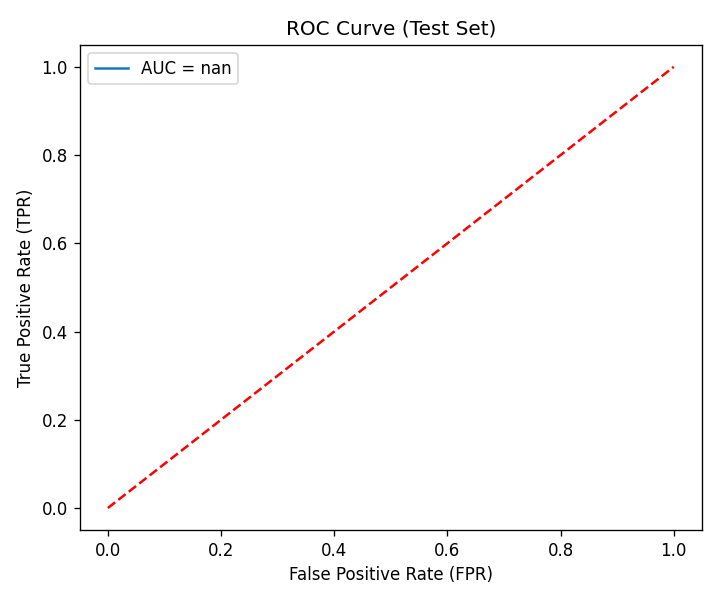 ROC Curve (Test Set)
AUC = nan
1.0
0.8
0.6
0.4
0.2
0.0
True Positive Rate (TPR)
0.0 0.2 0.4 0.6 0.8 1.0
False Positive Rate (FPR)